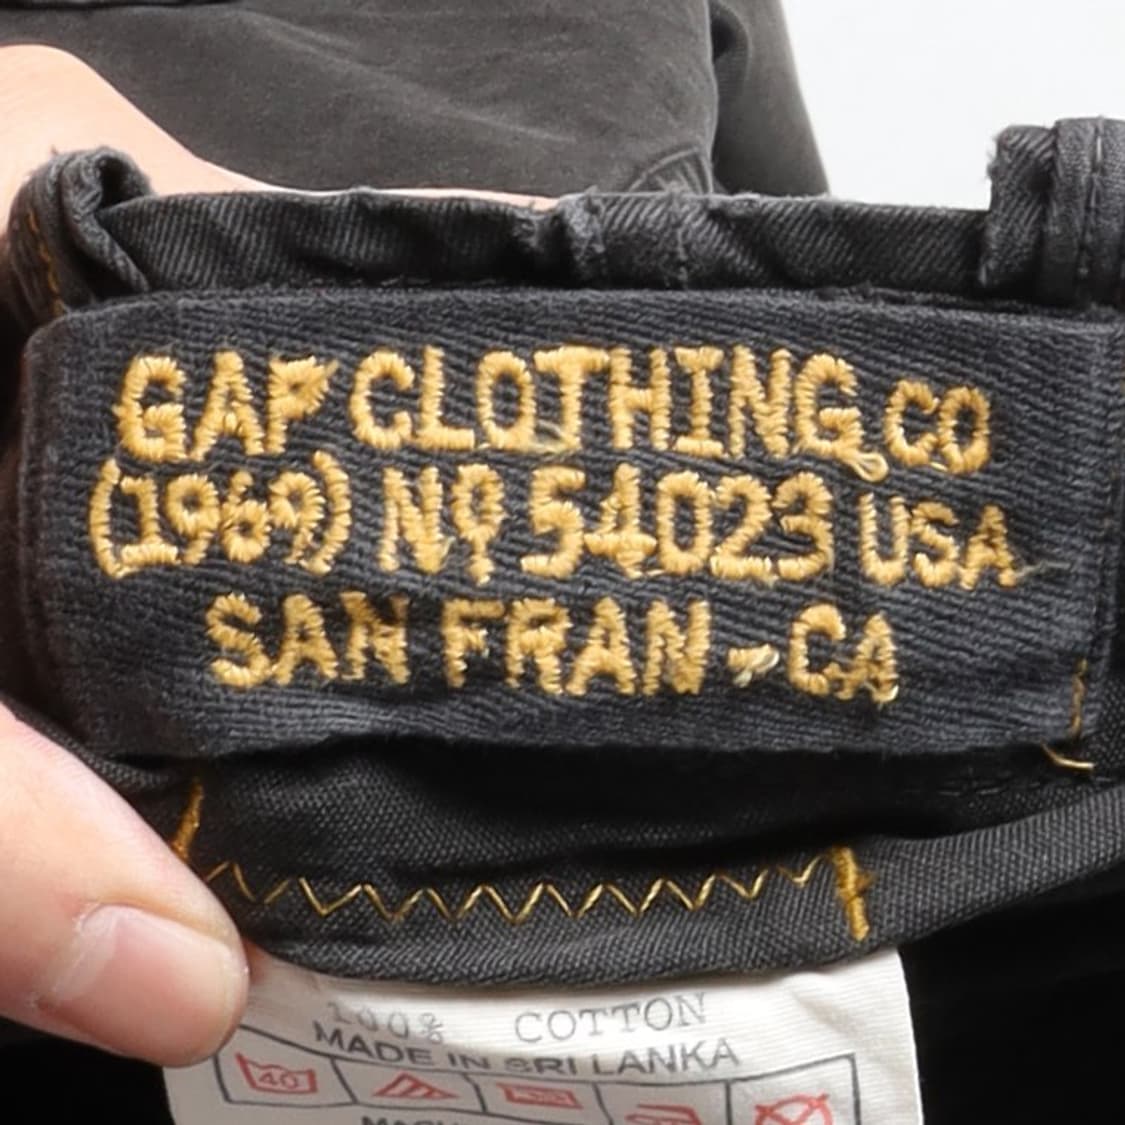 GAP CLOTHING CO
(1969) Nº 54023 USA
SAN FRAN - CA
100% COTTON
MADE IN SRI LANKA
40